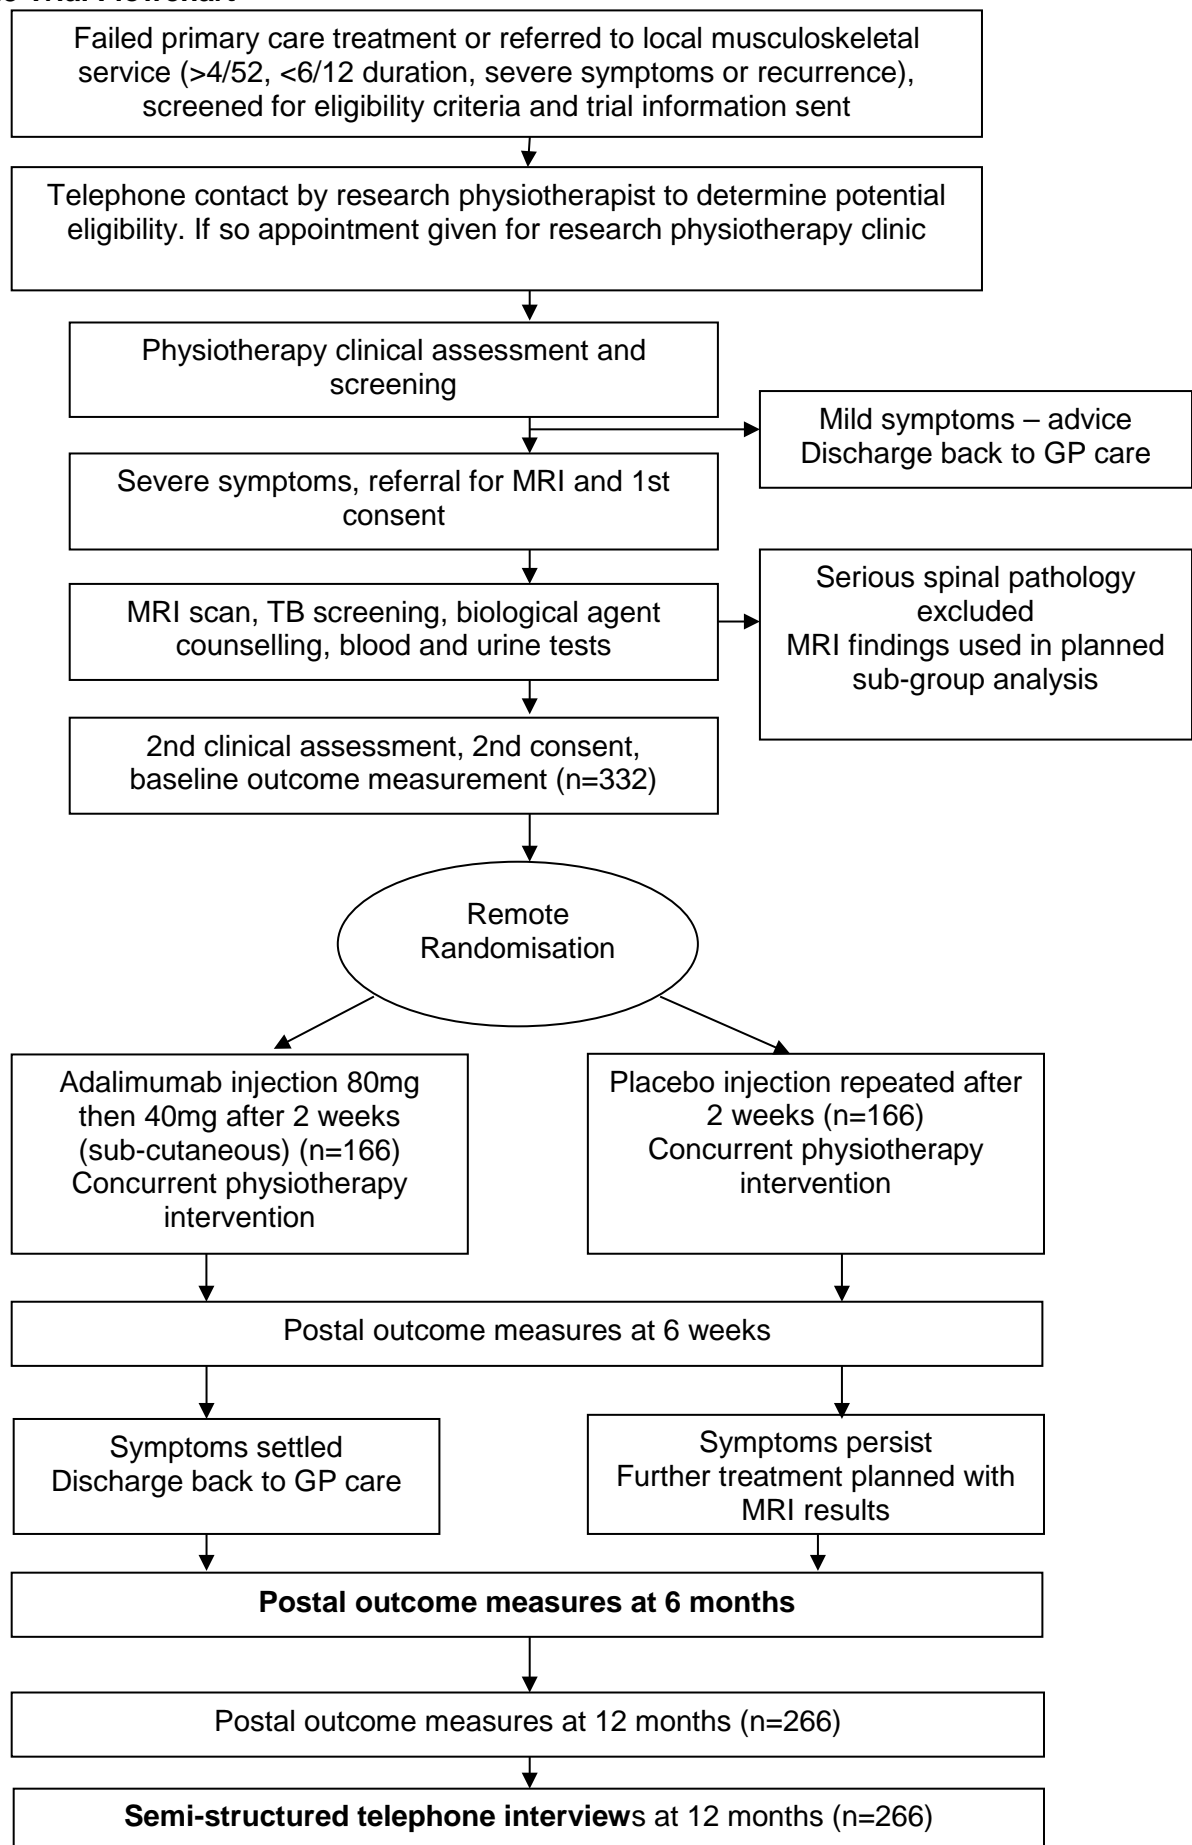 Trial Flowchart
Failed primary care treatment or referred to local musculoskeletal
service (>4/52, <6/12 duration, severe symptoms or recurrence),
screened for eligibility criteria and trial information sent
Telephone contact by research physiotherapist to determine potential
eligibility. If so appointment given for research physiotherapy clinic
Physiotherapy clinical assessment and
screening
Mild symptoms – advice
Discharge back to GP care
Severe symptoms, referral for MRI and 1st
consent
MRI scan, TB screening, biological agent
counselling, blood and urine tests
Serious spinal pathology
excluded
MRI findings used in planned
sub-group analysis
2nd clinical assessment, 2nd consent,
baseline outcome measurement (n=332)
Remote
Randomisation
Adalimumab injection 80mg
then 40mg after 2 weeks
(sub-cutaneous) (n=166)
Concurrent physiotherapy
intervention
Placebo injection repeated after
2 weeks (n=166)
Concurrent physiotherapy
intervention
Postal outcome measures at 6 weeks
Symptoms settled
Discharge back to GP care
Symptoms persist
Further treatment planned with
MRI results
Postal outcome measures at 6 months
Postal outcome measures at 12 months (n=266)
Semi-structured telephone interviews at 12 months (n=266)